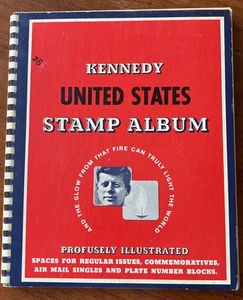 36
KENNEDY
UNITED STATES
STAMP ALBUM
AND THE GLOW FROM THAT FIRE CAN TRULY LIGHT THE WORLD
PROFUSELY ILLUSTRATED
SPACES FOR REGULAR ISSUES, COMMEMORATIVES,
AIR MAIL SINGLES AND PLATE NUMBER BLOCKS.